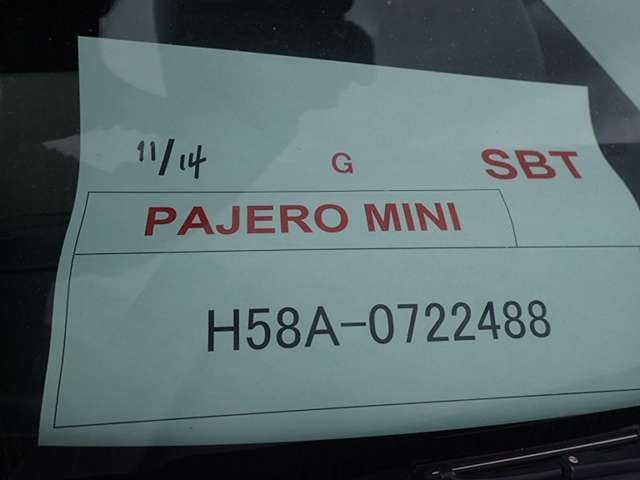 11/14 G SBT
PAJERO MINI
H58A-0722488